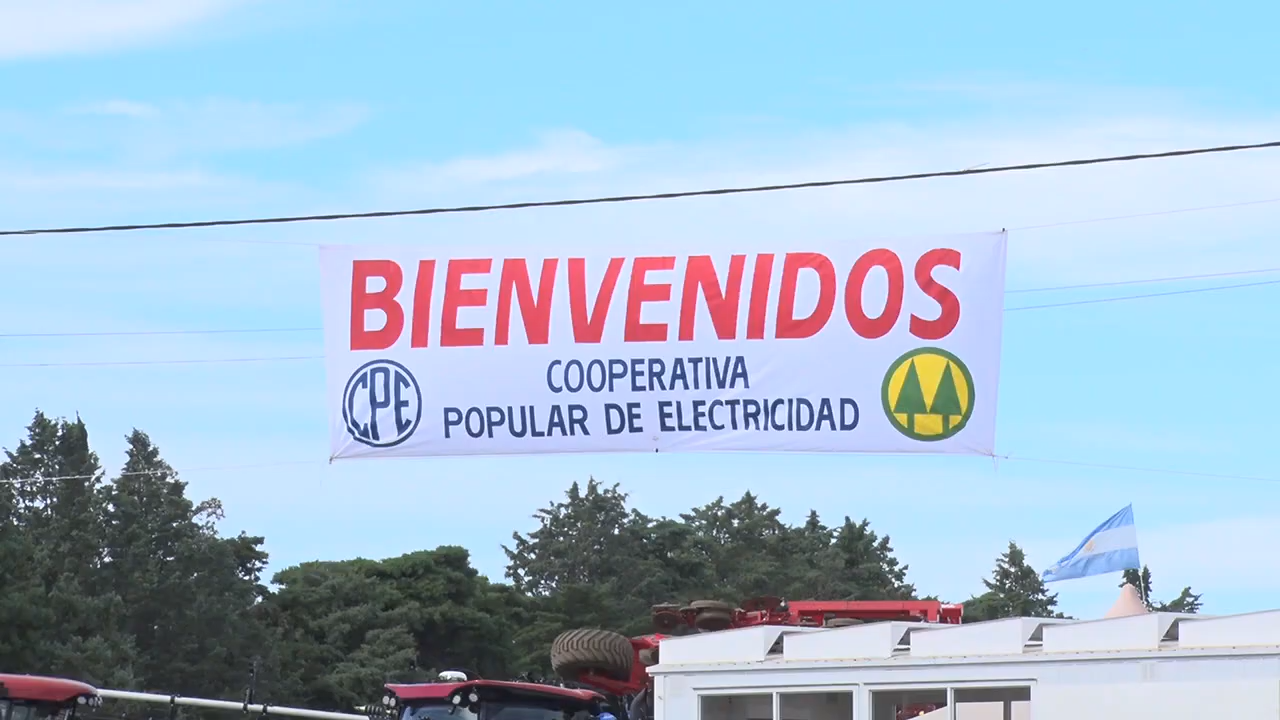 BIENVENIDOS
COOPERATIVA
POPULAR DE ELECTRICIDAD
CPE